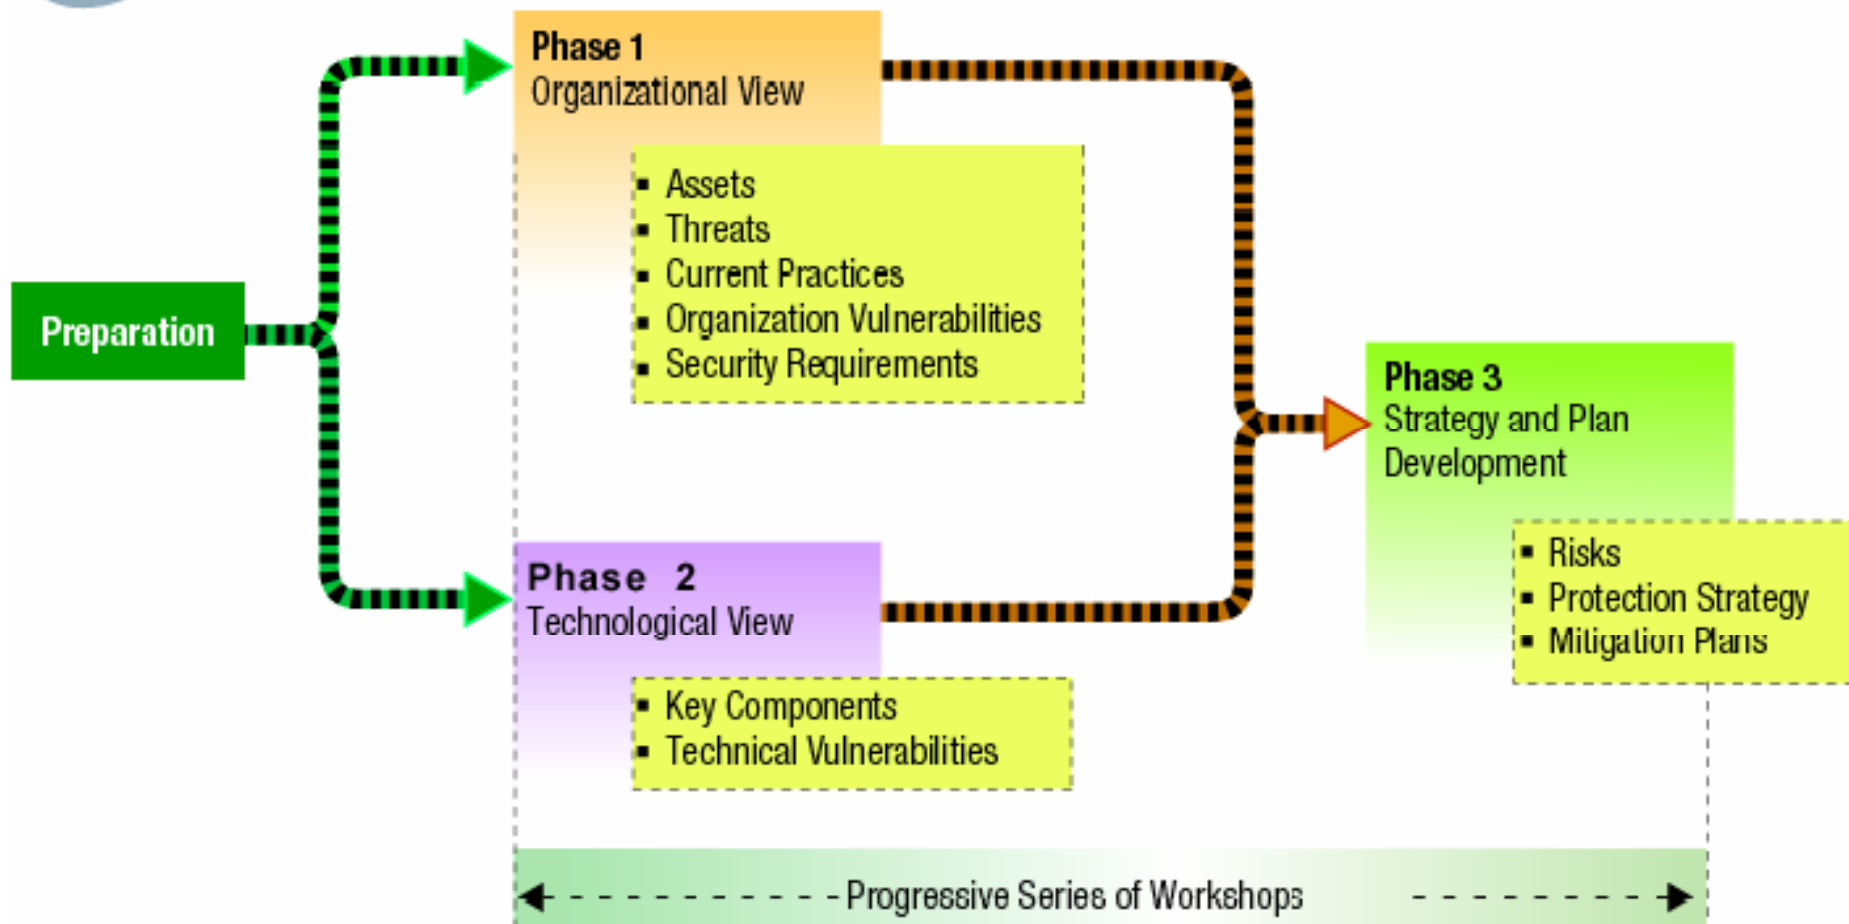 Phase 1
Organizational View
Assets
Threats
Current Practices
Organization Vulnerabilities
Security Requirements
Preparation
Phase 3
Strategy and Plan
Development
Risks
Protection Strategy
Mitigation Plans
Phase 2
Technological View
Key Components
Technical Vulnerabilities
Progressive Series of Workshops